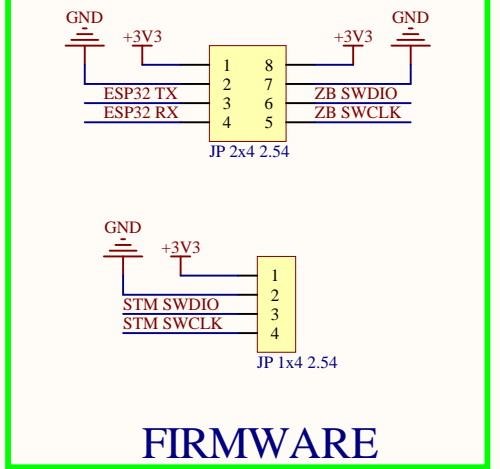 GND GND
+3V3 +3V3
1 8
2 7
ESP32 TX 3 6 ZB SWDIO
ESP32 RX 4 5 ZB SWCLK
JP 2x4 2.54
GND
+3V3
1
2
STM SWDIO 3
STM SWCLK 4
JP 1x4 2.54
FIRMWARE